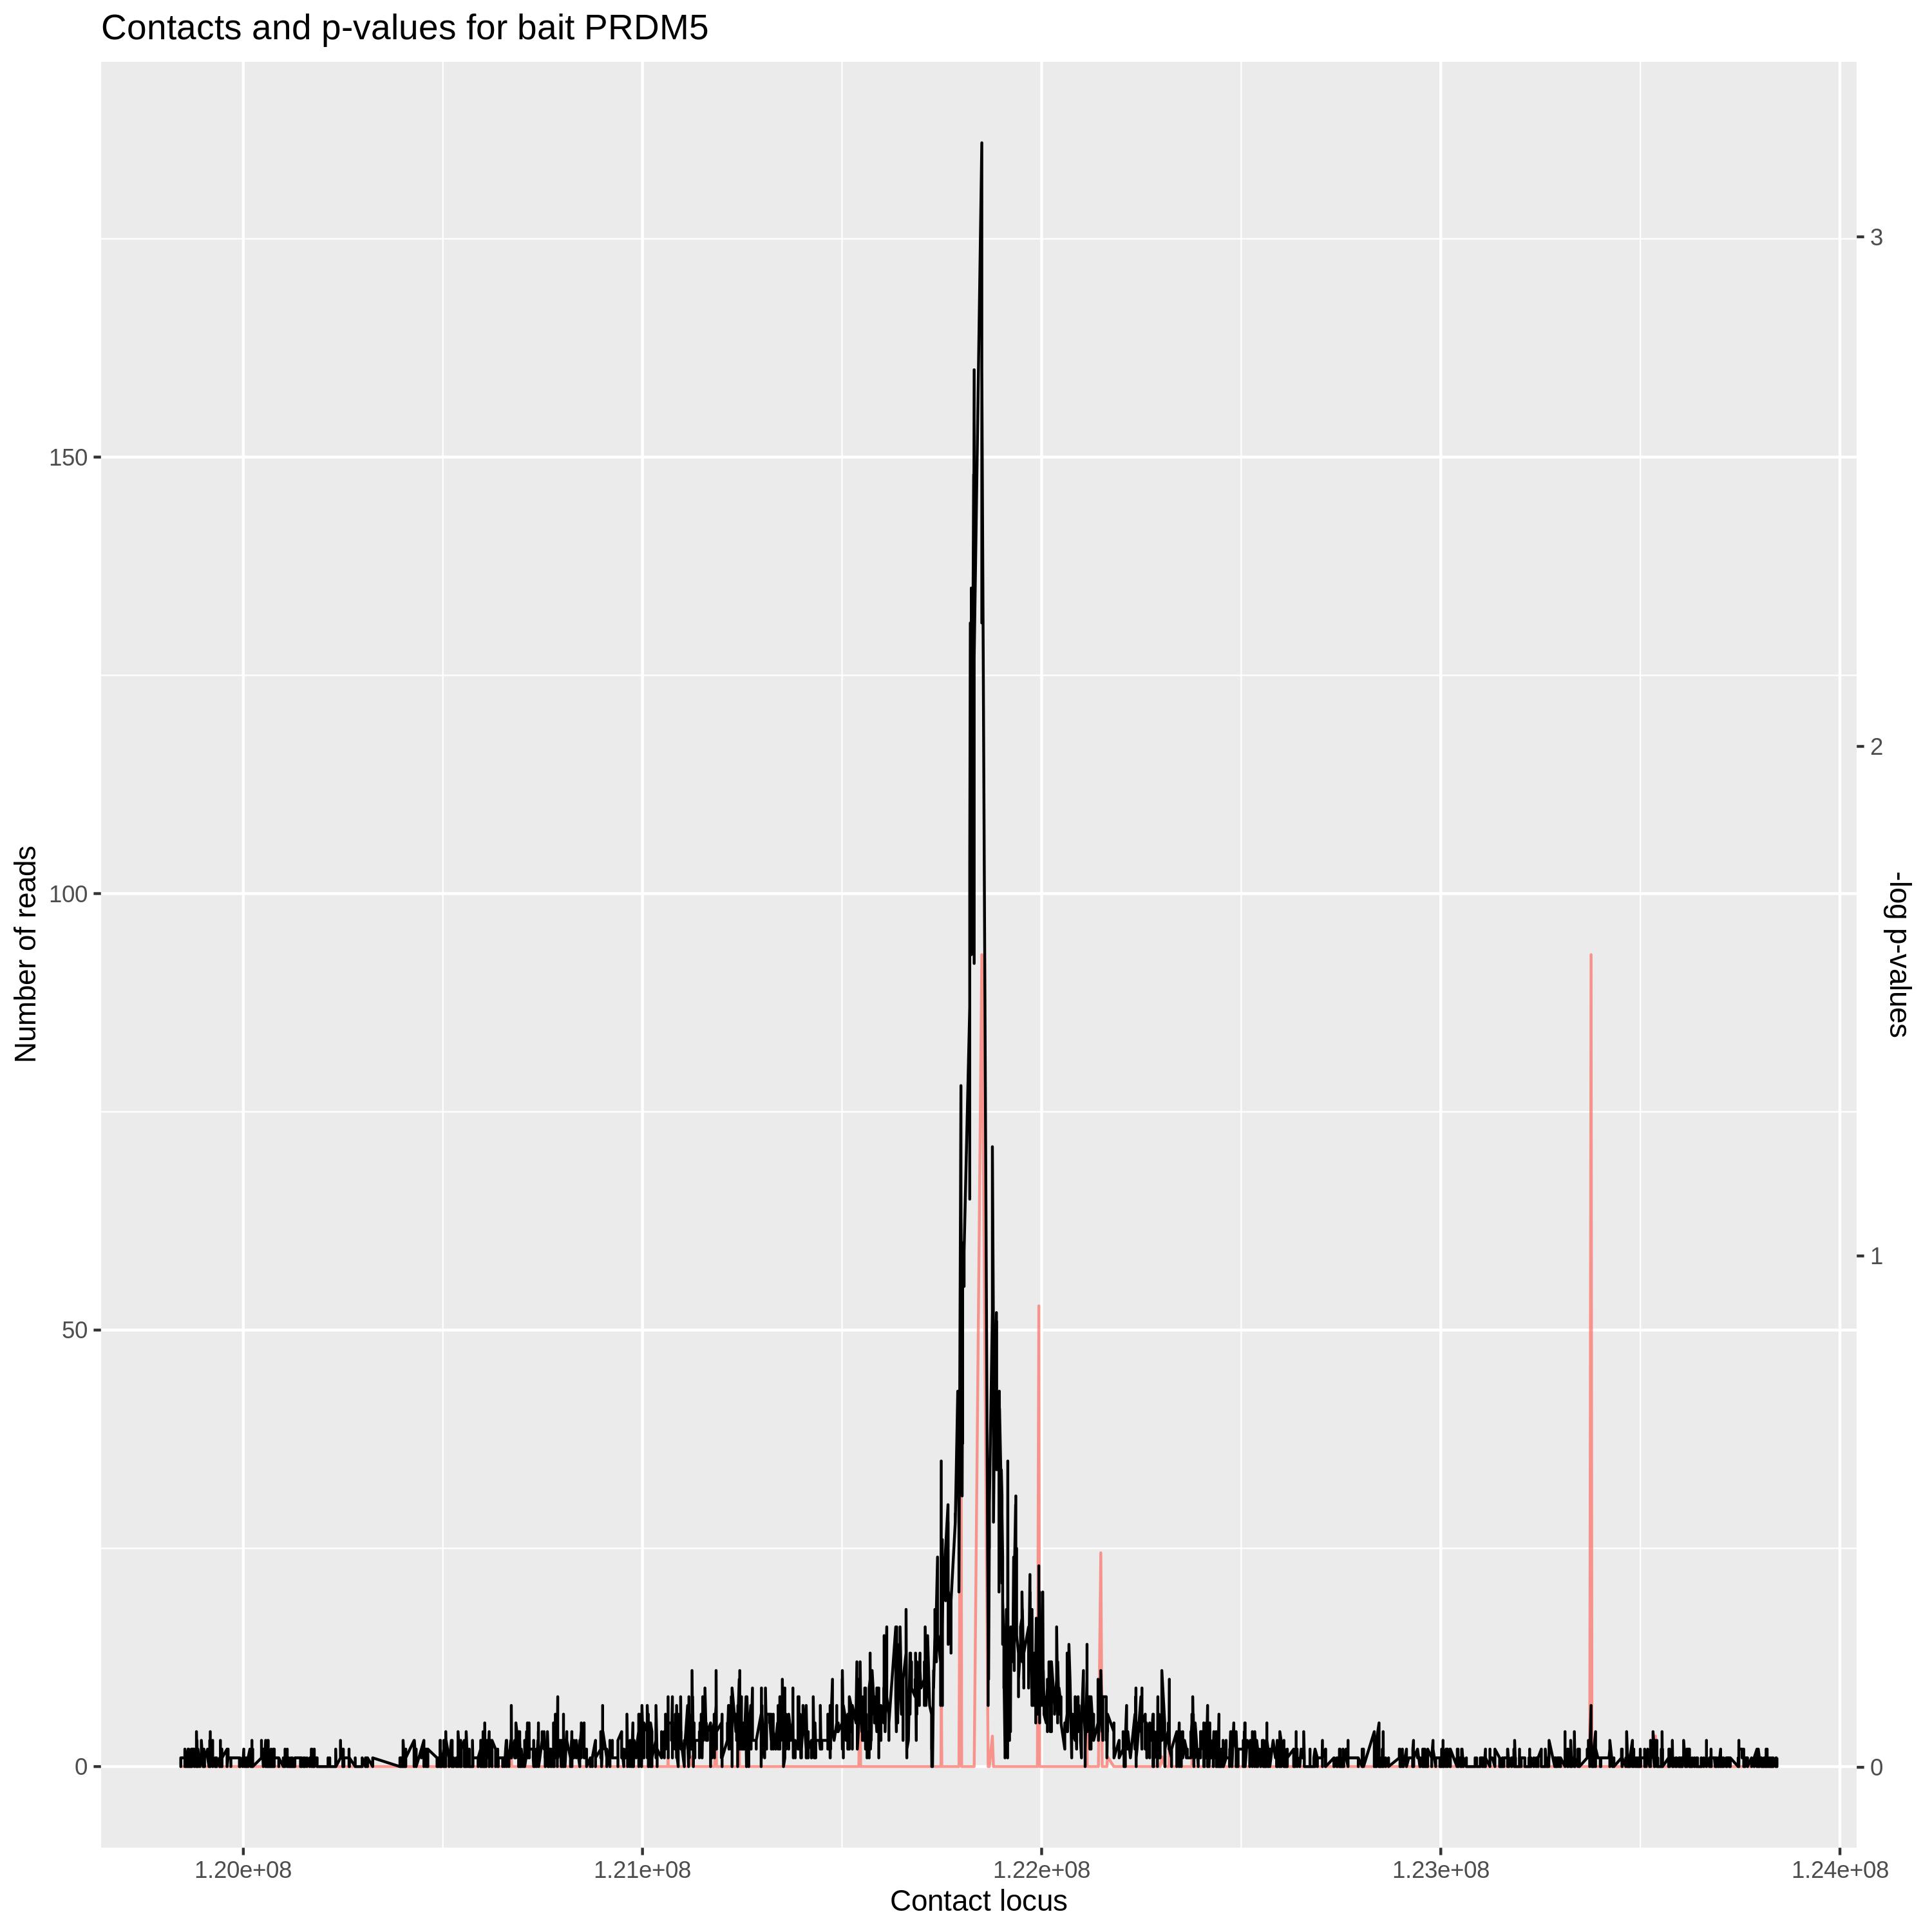 Contacts and p-values for bait PRDM5
Number of reads
150
100
50
0
3
2
1
0
-log p-values
1.20e+08
1.21e+08
1.22e+08
1.23e+08
1.24e+08
Contact locus